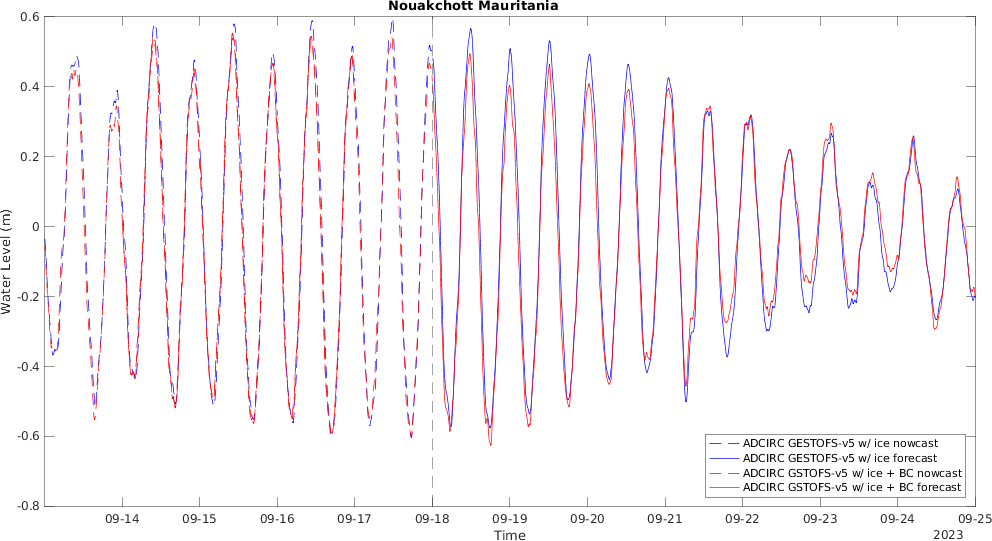 Nouakchott Mauritania
0.6
0.4
0.2
0
-0.2
-0.4
-0.6
-0.8
Water Level (m)
ADCIRC GESTOFS-v5 w/ ice nowcast
ADCIRC GESTOFS-v5 w/ ice forecast
ADCIRC GSTOFS-v5 w/ ice + BC nowcast
ADCIRC GSTOFS-v5 w/ ice + BC forecast
09-14 09-15 09-16 09-17 09-18 09-19 09-20 09-21 09-22 09-23 09-24 09-25
Time
2023